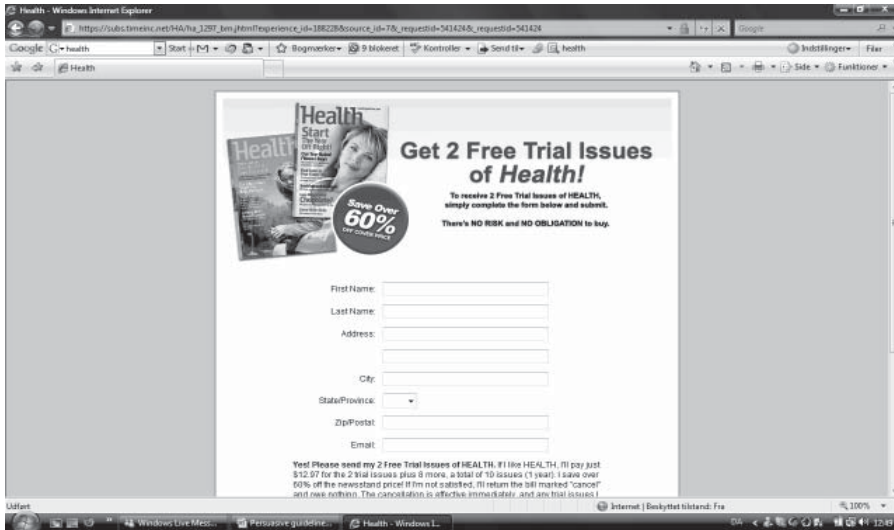 Health - Windows Internet Explorer
Google
Google
health
Start
Bogmærker
9 blokeret
Kontroller
Send til
health
Indstillinger
Health
Side
Funktioner
Health
Start
The New
Health
Save Over
60%
OFF COVER PRICE
Get 2 Free Trial Issues
of Health!
To receive 2 Free Trial Issues of HEALTH,
simply complete the form below and submit.
There's NO RISK and NO OBLIGATION to buy.
First Name:
Last Name:
Address:
City:
State/Province:
Zip/Postal:
Email:
Yes! Please send my 2 Free Trial Issues of HEALTH. If I like HEALTH, I'll pay just
$12.97 for the 2 trial issues plus 8 more, a total of 10 issues (1 year). I save over
60% off the newsstand price! If I'm not satisfied, I'll return the bill marked "cancel"
and owe nothing. The cancellation is effective immediately, and any trial issues I
Udført
Internet | Beskyttet tilstand: Fra
100%
Windows Live Mess...
Persuasive guideline...
Health - Windows I...
DA